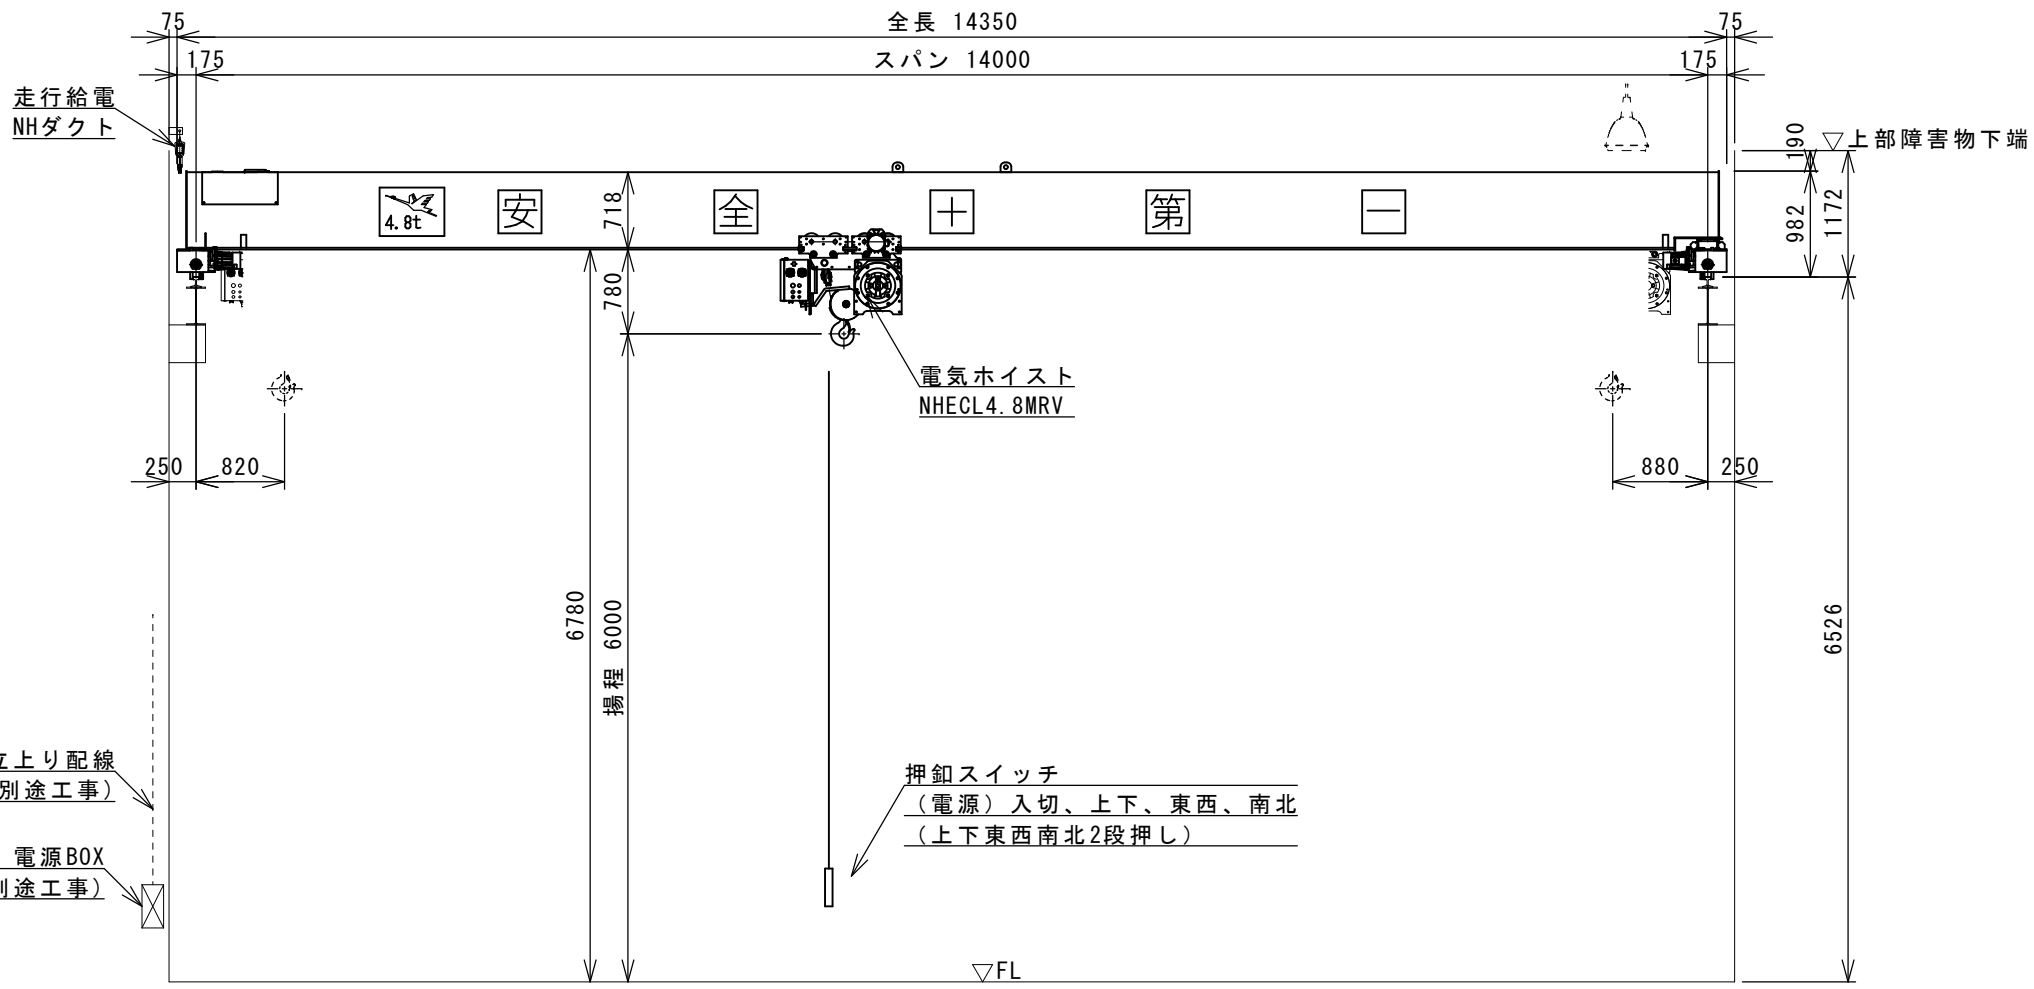 75
全長 14350
75
175
スパン 14000
175
走行給電
NHダクト
190
上部障害物下端
4.8t
安
全
十
第
一
718
982
1172
780
電気ホイスト
NHECL4.8MRV
250
820
880
250
6780
揚程 6000
6526
立上り配線
別途工事)
押釦スイッチ
(電源)入切、上下、東西、南北
(上下東西南北2段押し)
電源BOX
別途工事)
FL